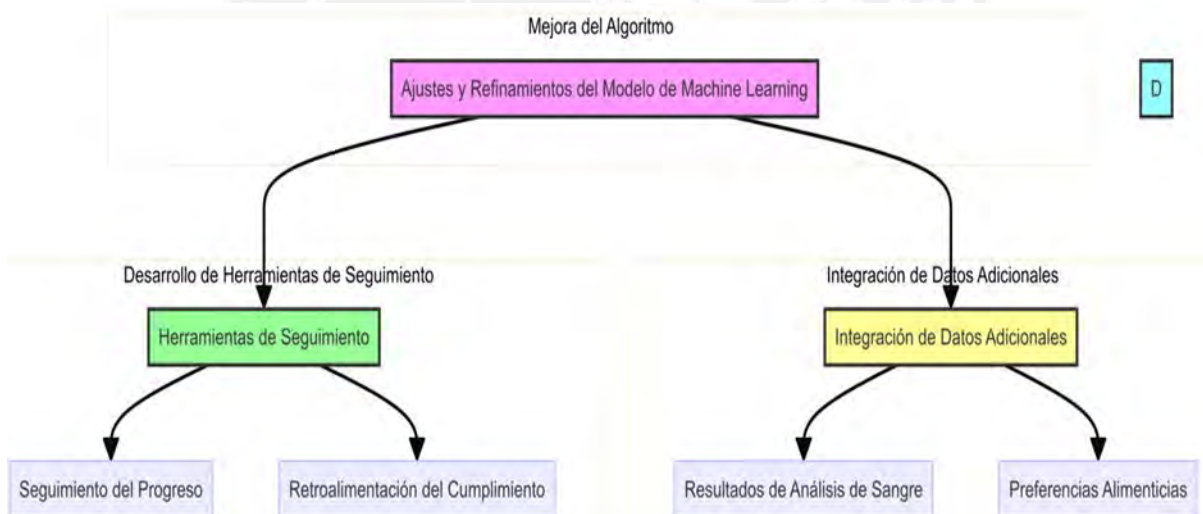 Mejora del Algoritmo
Ajustes y Refinamientos del Modelo de Machine Learning
D
Desarrollo de Herramientas de Seguimiento
Integración de Datos Adicionales
Herramientas de Seguimiento
Integración de Datos Adicionales
Seguimiento del Progreso
Retroalimentación del Cumplimiento
Resultados de Análisis de Sangre
Preferencias Alimenticias